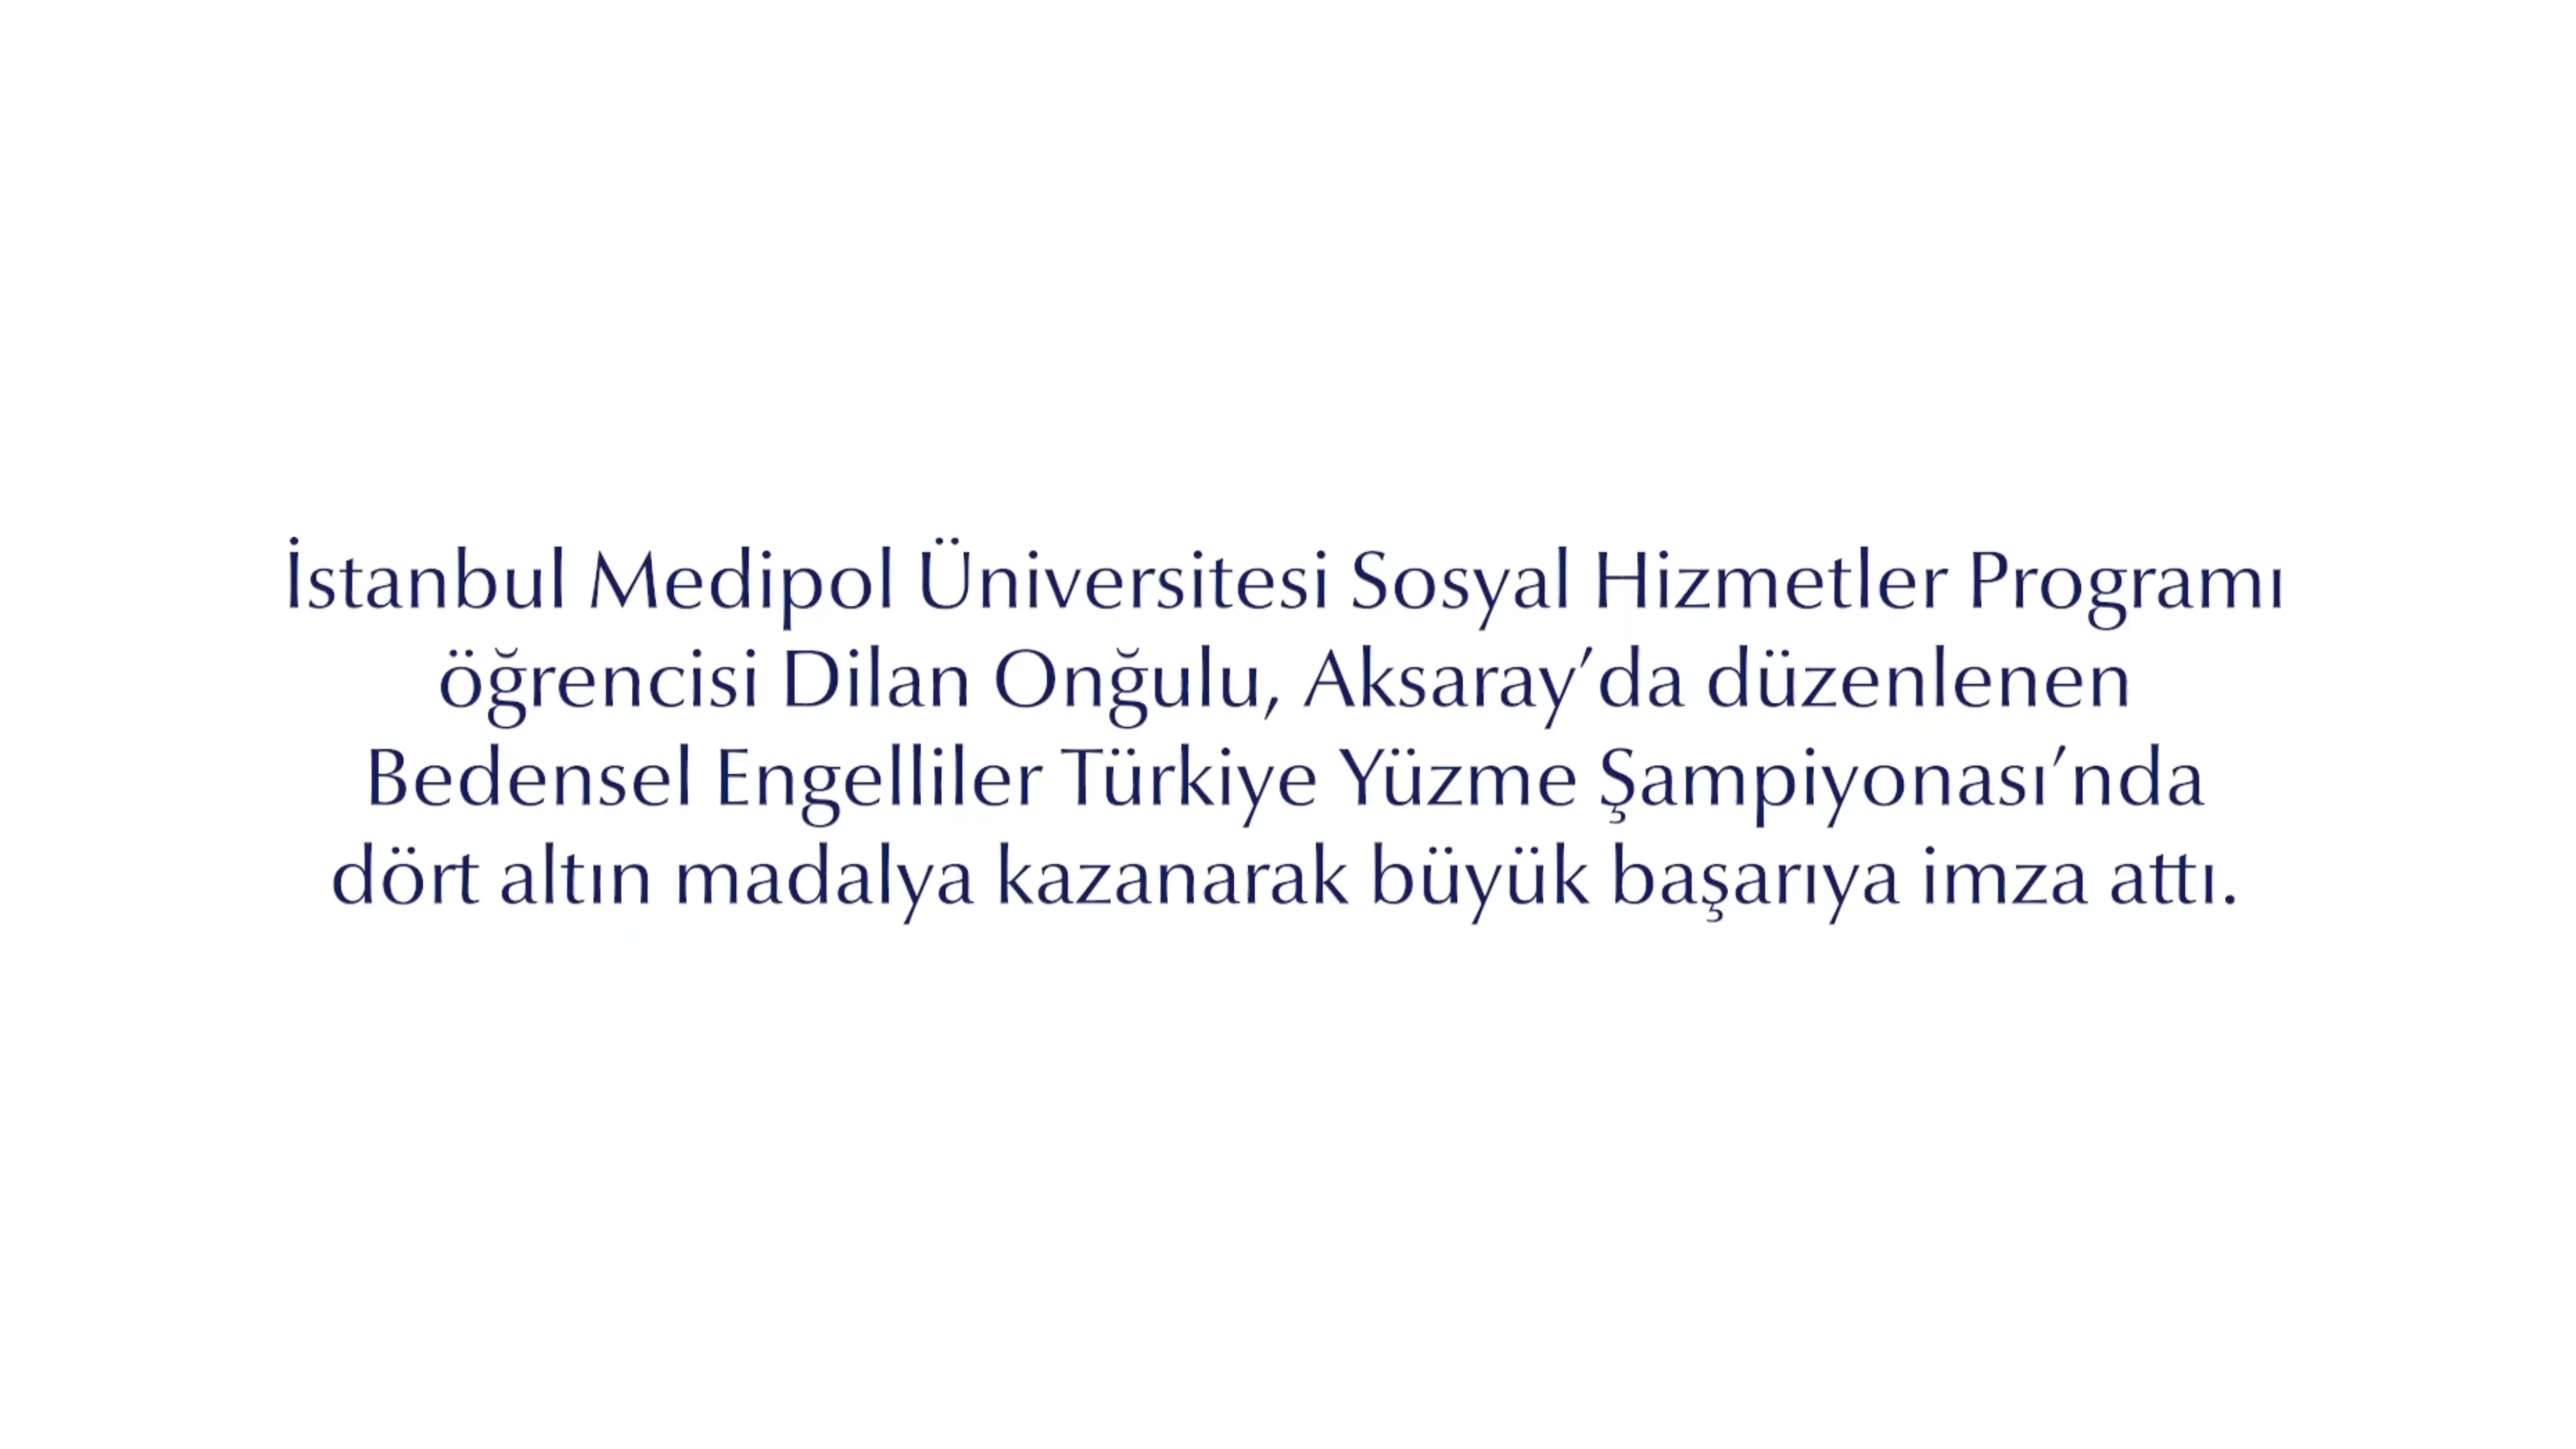 İstanbul Medipol Üniversitesi Sosyal Hizmetler Programı
öğrencisi Dilan Onğulu, Aksaray’da düzenlenen
Bedensel Engelliler Türkiye Yüzme Şampiyonası’nda
dört altın madalya kazanarak büyük başarıya imza attı.